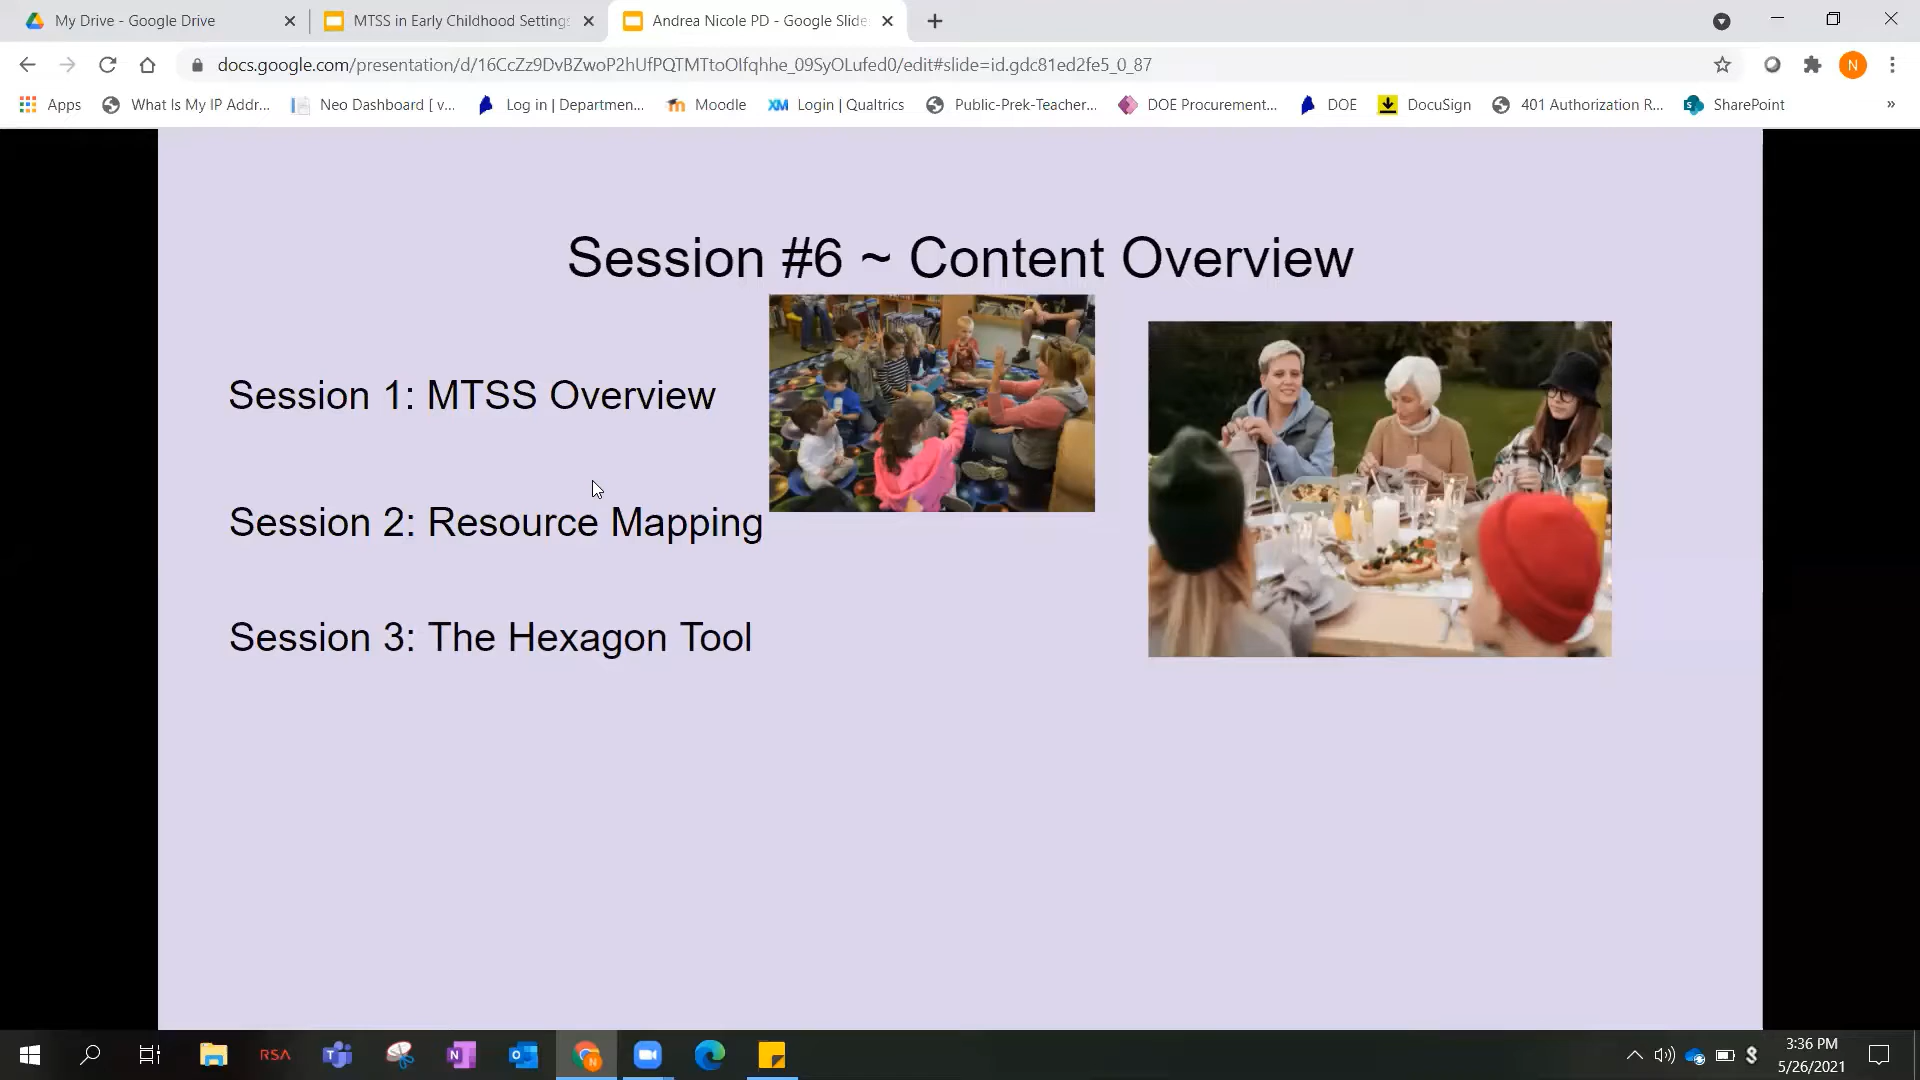 My Drive - Google Drive
MTSS in Early Childhood Settings
Andrea Nicole PD - Google Slide
docs.google.com/presentation/d/16CcZz9DvBZwoP2hUfPQTMTtoOlfqhhe_09SyOLufed0/edit#slide=id.gdc81ed2fe5_0_87
N
Apps
What Is My IP Addr...
Neo Dashboard [ v...
Log in | Departmen...
Moodle
XM Login | Qualtrics
Public-Prek-Teacher...
DOE Procurement...
DOE
DocuSign
401 Authorization R...
SharePoint
»
Session #6 ~ Content Overview
Session 1: MTSS Overview
Session 2: Resource Mapping
Session 3: The Hexagon Tool
RSA
3:36 PM
5/26/2021